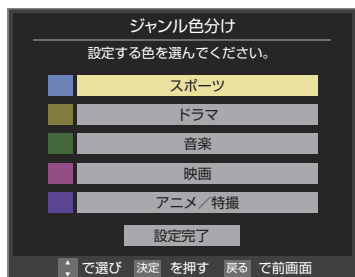 ジャンル色分け
設定する色を選んでください。
スポーツ
ドラマ
音楽
映画
アニメ／特撮
設定完了
で選び 決定 を押す 戻る で前画面